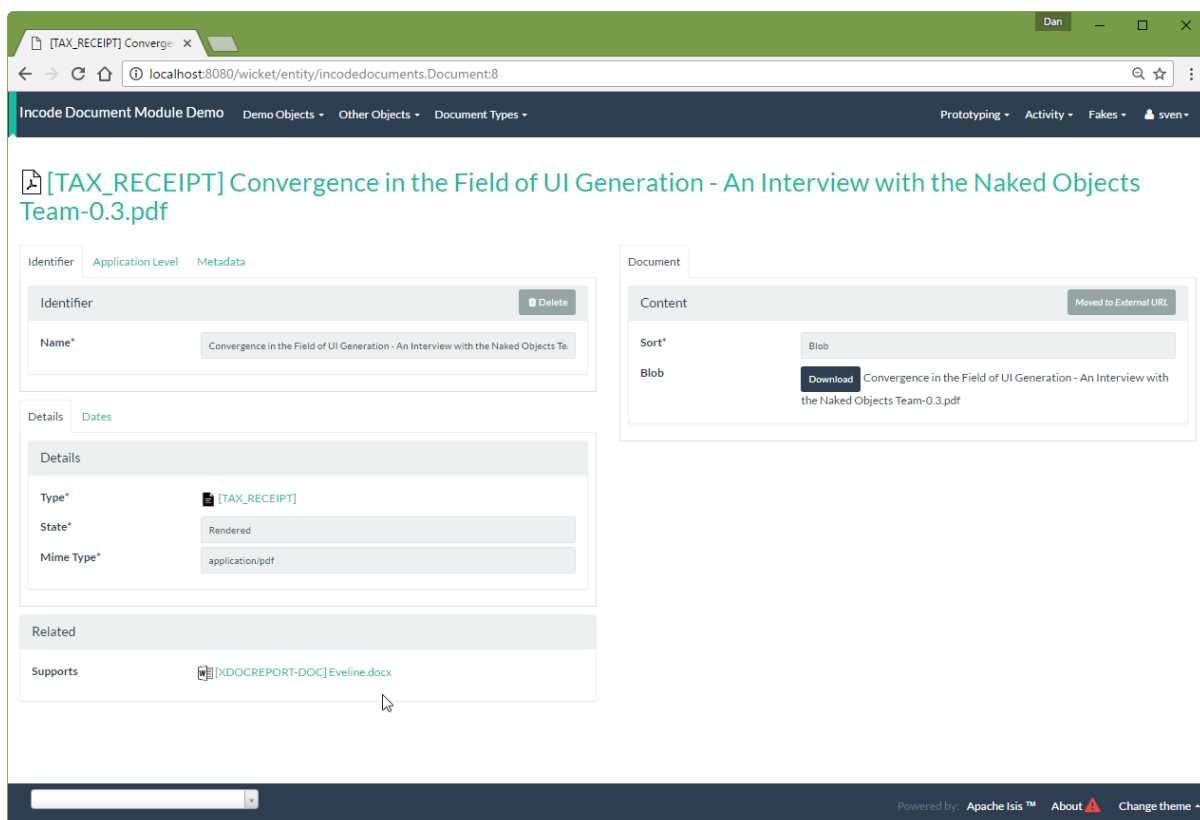 Dan
[TAX_RECEIPT] Converge
localhost:8080/wicket/entity/incodedocuments.Document:8
Incode Document Module Demo Demo Objects Other Objects Document Types Prototyping Activity Fakes sven
[TAX_RECEIPT] Convergence in the Field of UI Generation - An Interview with the Naked Objects
Team-0.3.pdf
Identifier Application Level Metadata
Identifier Delete
Name* Convergence in the Field of UI Generation - An Interview with the Naked Objects Te
Details Dates
Details
Type* [TAX_RECEIPT]
State* Rendered
Mime Type* application/pdf
Related
Supports [XDOCREPORT-DOC] Eveline.docx
Document
Content Moved to External URL
Sort* Blob
Blob Download Convergence in the Field of UI Generation - An Interview with
the Naked Objects Team-0.3.pdf
Powered by: Apache Isis ™ About Change theme